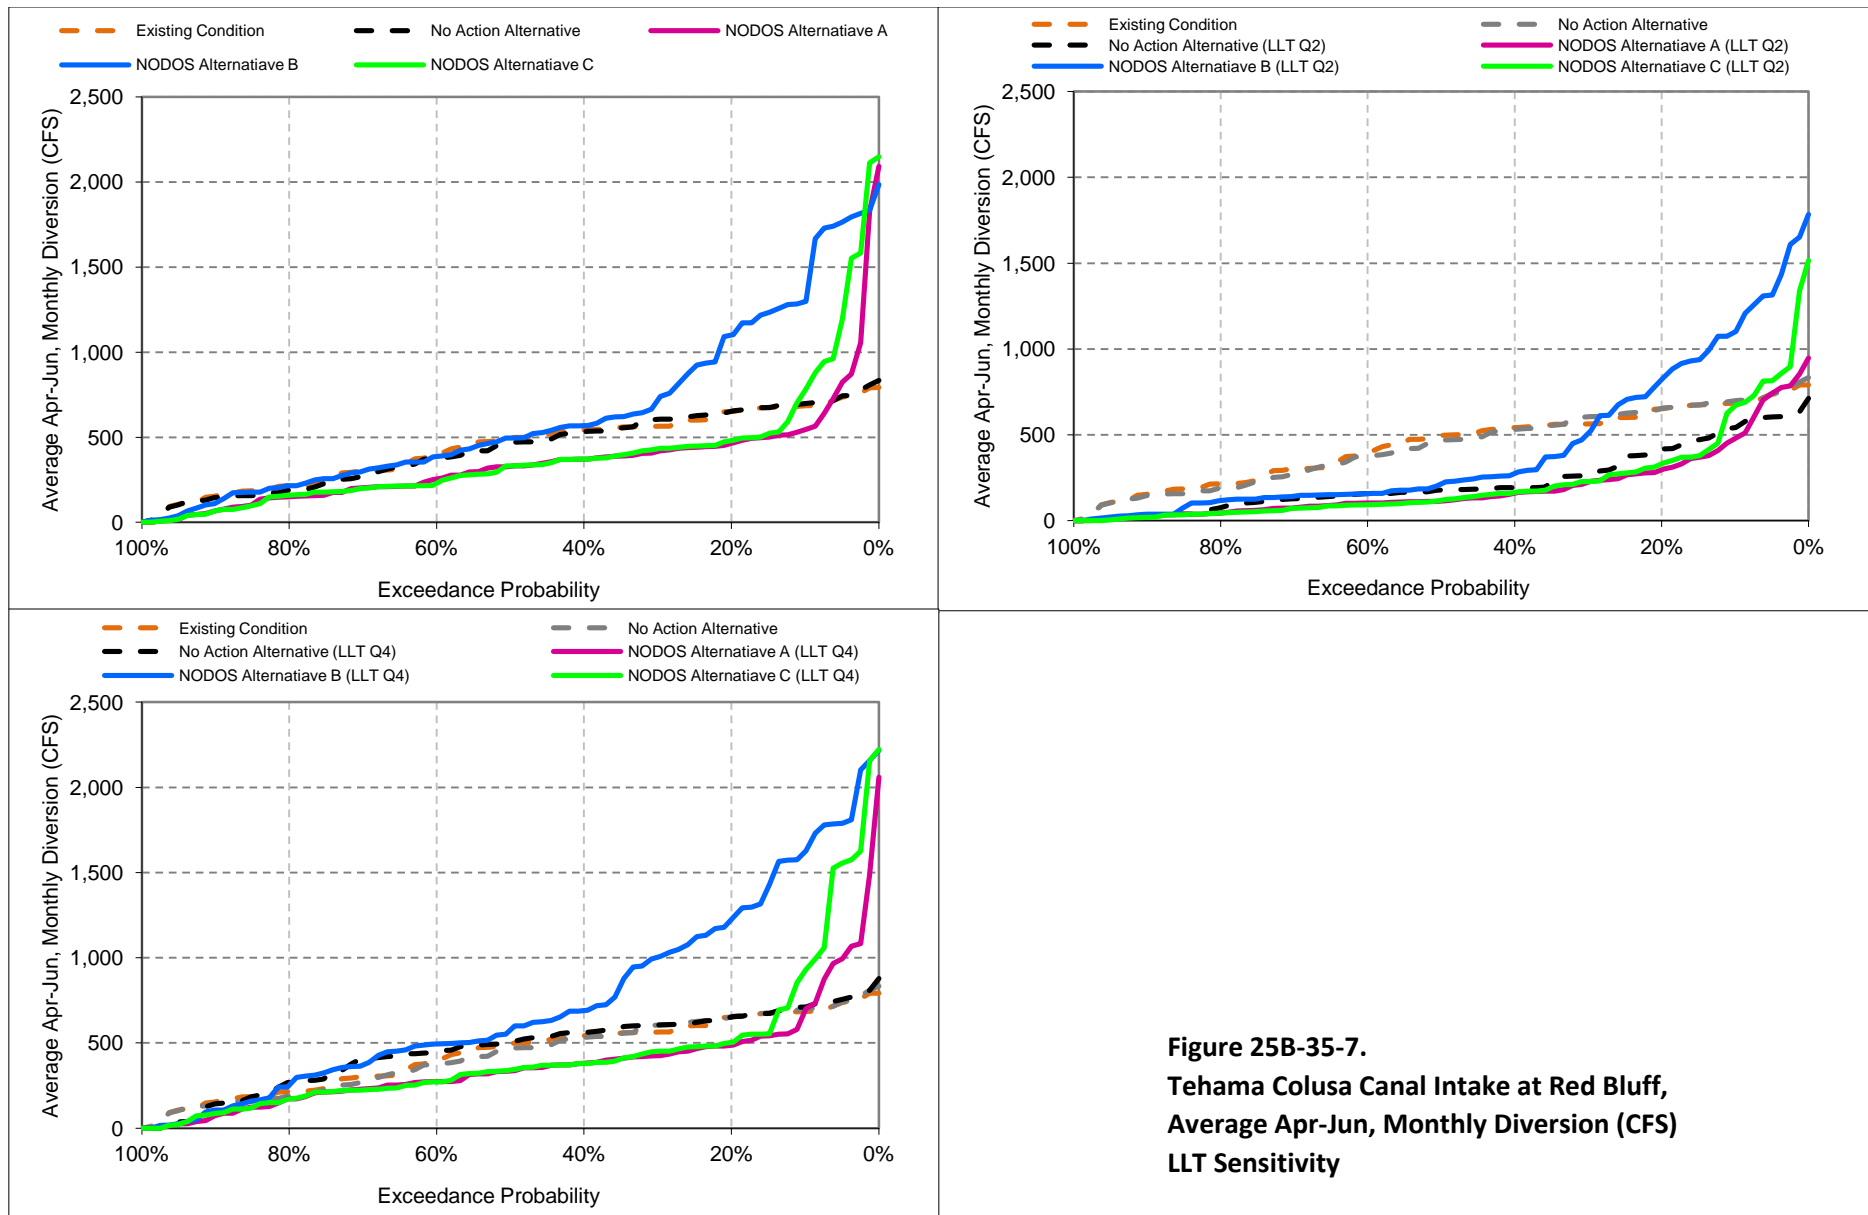 Existing Condition
No Action Alternative
NODOS Alternatiave A
NODOS Alternatiave B
NODOS Alternatiave C
Average Apr-Jun, Monthly Diversion (CFS)
2,500
2,000
1,500
1,000
500
0
100% 80% 60% 40% 20% 0%
Exceedance Probability
Existing Condition
No Action Alternative
No Action Alternative (LLT Q2)
NODOS Alternatiave A (LLT Q2)
NODOS Alternatiave B (LLT Q2)
NODOS Alternatiave C (LLT Q2)
Average Apr-Jun, Monthly Diversion (CFS)
2,500
2,000
1,500
1,000
500
0
100% 80% 60% 40% 20% 0%
Exceedance Probability
Existing Condition
No Action Alternative
No Action Alternative (LLT Q4)
NODOS Alternatiave A (LLT Q4)
NODOS Alternatiave B (LLT Q4)
NODOS Alternatiave C (LLT Q4)
Average Apr-Jun, Monthly Diversion (CFS)
2,500
2,000
1,500
1,000
500
0
100% 80% 60% 40% 20% 0%
Exceedance Probability
Figure 25B-35-7.
Tehama Colusa Canal Intake at Red Bluff,
Average Apr-Jun, Monthly Diversion (CFS)
LLT Sensitivity